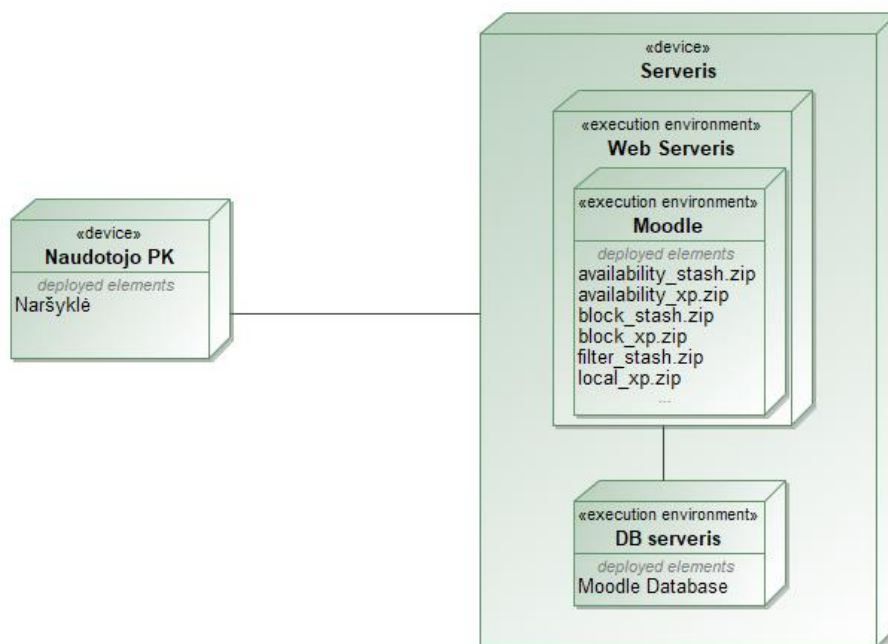 «device»
Naudotojo PK
deployed elements
Naršyklė
«device»
Serveris
«execution environment»
Web Serveris
«execution environment»
Moodle
deployed elements
availability_stash.zip
availability_xp.zip
block_stash.zip
block_xp.zip
filter_stash.zip
local_xp.zip
...
«execution environment»
DB serveris
deployed elements
Moodle Database